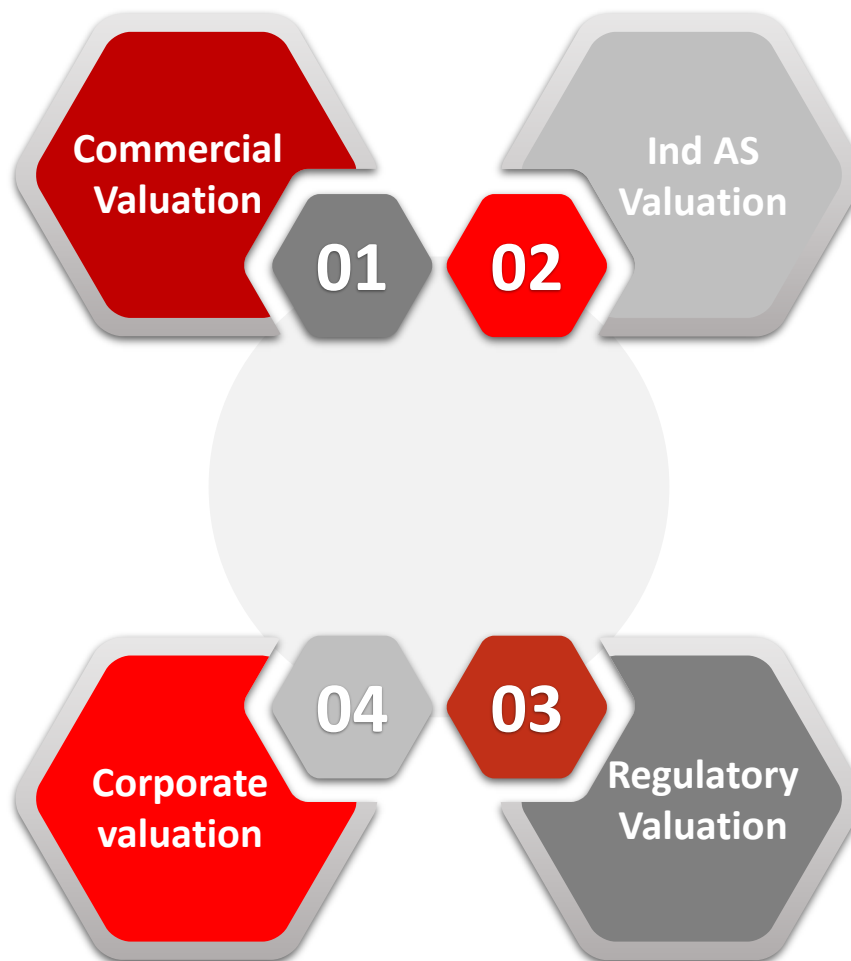 Commercial
Valuation
01
02
Ind AS
Valuation
04
03
Corporate
valuation
Regulatory
Valuation